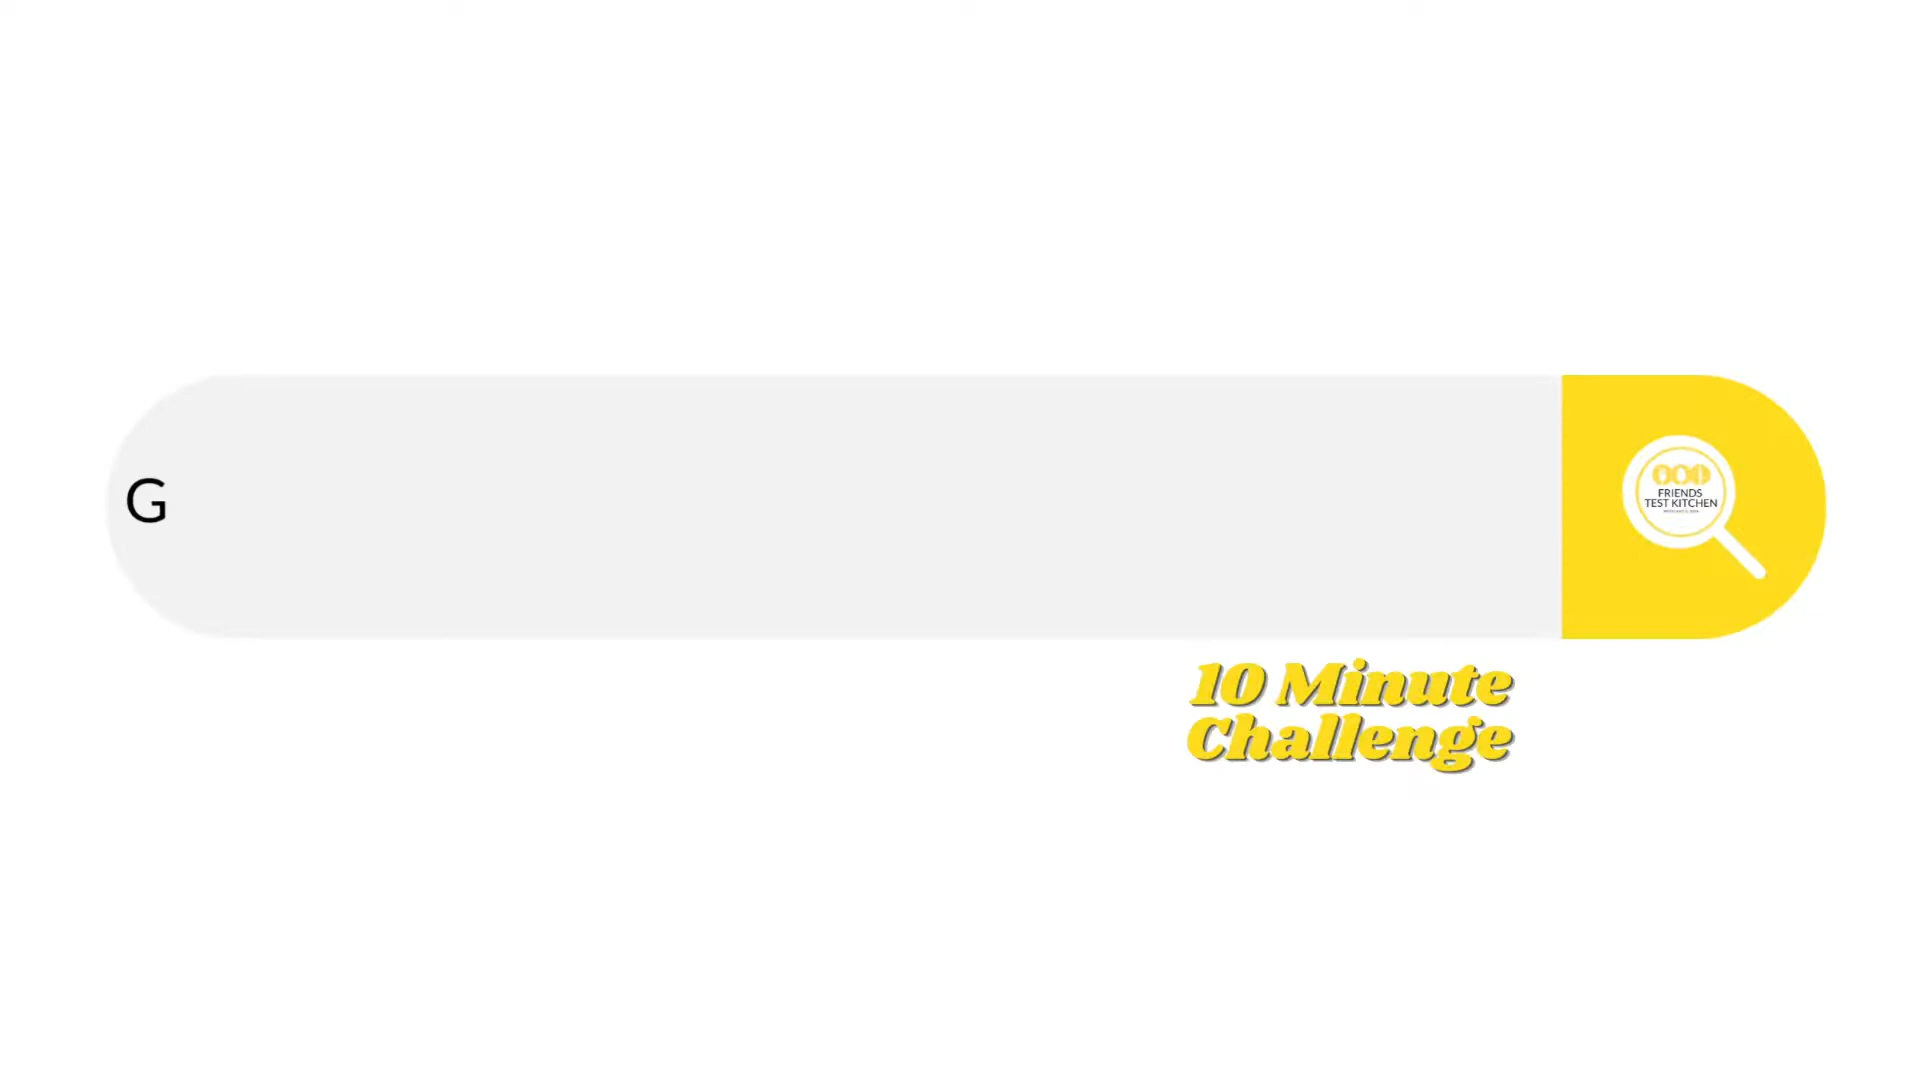 G
FRIENDS
TEST KITCHEN
10 Minute
Challenge